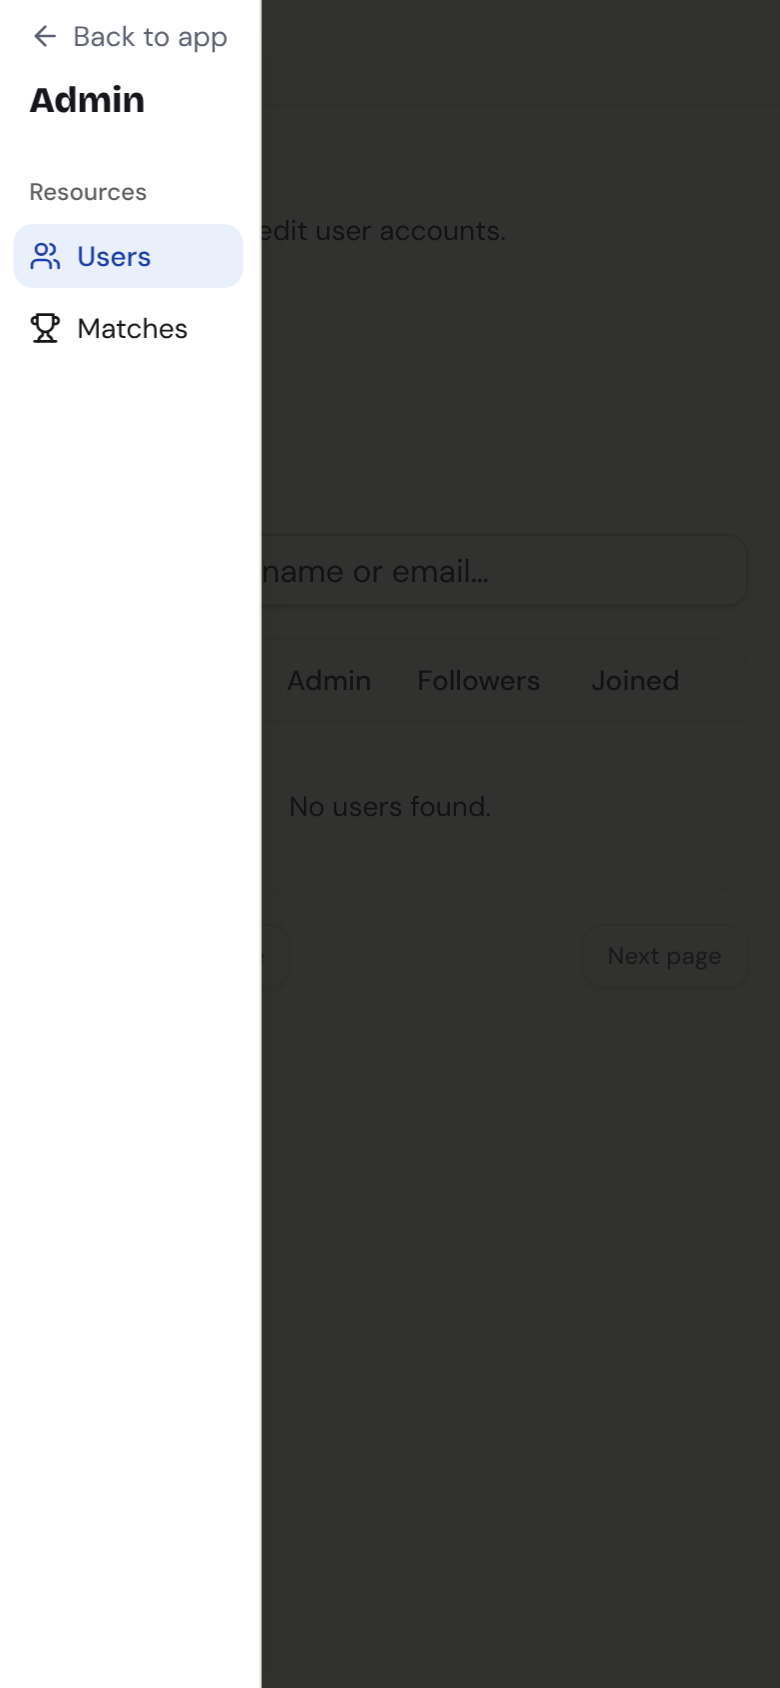 Back to app
Admin
Resources
Users
Matches
edit user accounts.
name or email...
Admin Followers Joined
No users found.
Next page